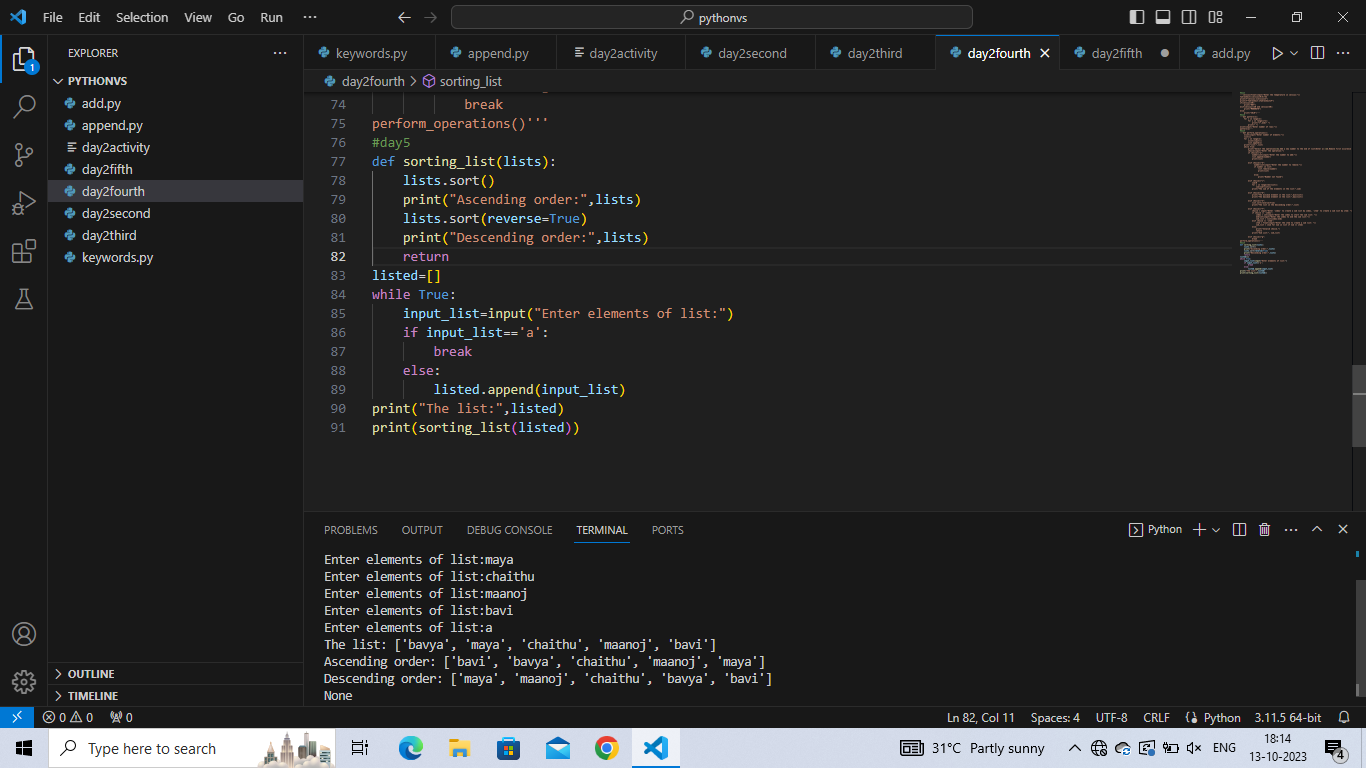 File Edit Selection View Go Run ··· pythonvs
EXPLORER ···
keywords.py append.py day2activity day2second day2third day2fourth day2fifth add.py
day2fourth > sorting_list
PYTHONVS
add.py
append.py
day2activity
day2fifth
day2fourth
day2second
day2third
keywords.py
OUTLINE
TIMELINE
74 break
75 perform_operations()'''
76 #day5
77 def sorting_list(lists):
78 lists.sort()
79 print("Ascending order:",lists)
80 lists.sort(reverse=True)
81 print("Descending order:",lists)
82 return
83 listed=[]
84 while True:
85 input_list=input("Enter elements of list:")
86 if input_list=='a':
87 break
88 else:
89 listed.append(input_list)
90 print("The list:",listed)
91 print(sorting_list(listed))
PROBLEMS OUTPUT DEBUG CONSOLE TERMINAL PORTS Python
Enter elements of list:maya
Enter elements of list:chaithu
Enter elements of list:maanoj
Enter elements of list:bavi
Enter elements of list:a
The list: ['bavya', 'maya', 'chaithu', 'maanoj', 'bavi']
Ascending order: ['bavi', 'bavya', 'chaithu', 'maanoj', 'maya']
Descending order: ['maya', 'maanoj', 'chaithu', 'bavya', 'bavi']
None
1
0 0 0 Ln 82, Col 11 Spaces: 4 UTF-8 CRLF Python 3.11.5 64-bit
Type here to search 31°C Partly sunny ENG 18:14
13-10-2023 4